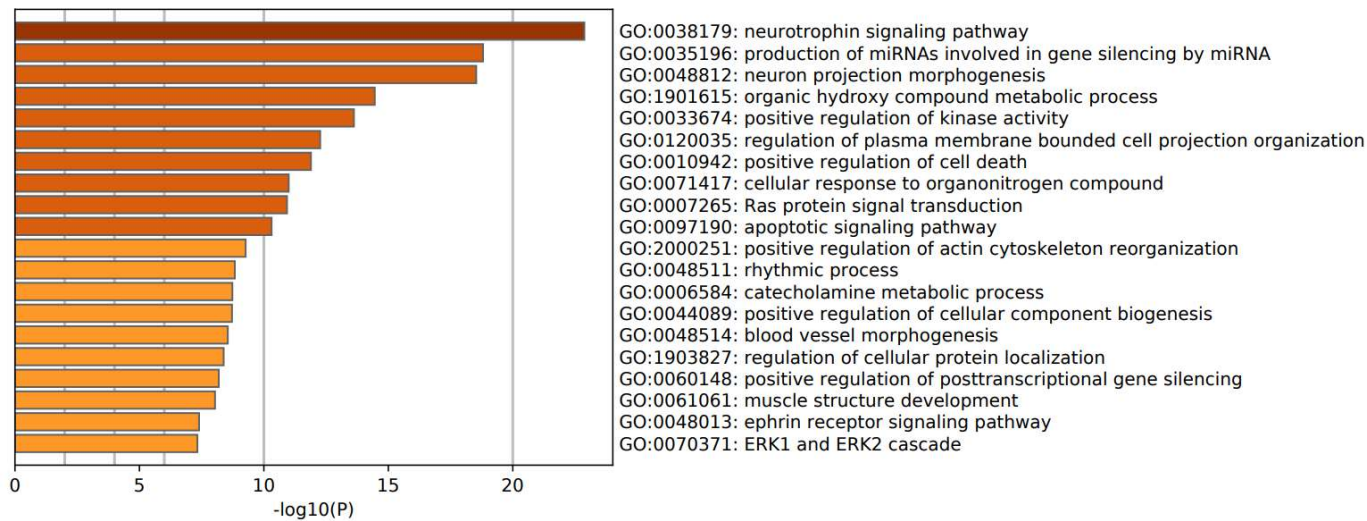 GO:0038179: neurotrophin signaling pathway
GO:0035196: production of miRNAs involved in gene silencing by miRNA
GO:0048812: neuron projection morphogenesis
GO:1901615: organic hydroxy compound metabolic process
GO:0033674: positive regulation of kinase activity
GO:0120035: regulation of plasma membrane bounded cell projection organization
GO:0010942: positive regulation of cell death
GO:0071417: cellular response to organonitrogen compound
GO:0007265: Ras protein signal transduction
GO:0097190: apoptotic signaling pathway
GO:2000251: positive regulation of actin cytoskeleton reorganization
GO:0048511: rhythmic process
GO:0006584: catecholamine metabolic process
GO:0044089: positive regulation of cellular component biogenesis
GO:0048514: blood vessel morphogenesis
GO:1903827: regulation of cellular protein localization
GO:0060148: positive regulation of posttranscriptional gene silencing
GO:0061061: muscle structure development
GO:0048013: ephrin receptor signaling pathway
GO:0070371: ERK1 and ERK2 cascade
0 5 10 15 20
-log10(P)